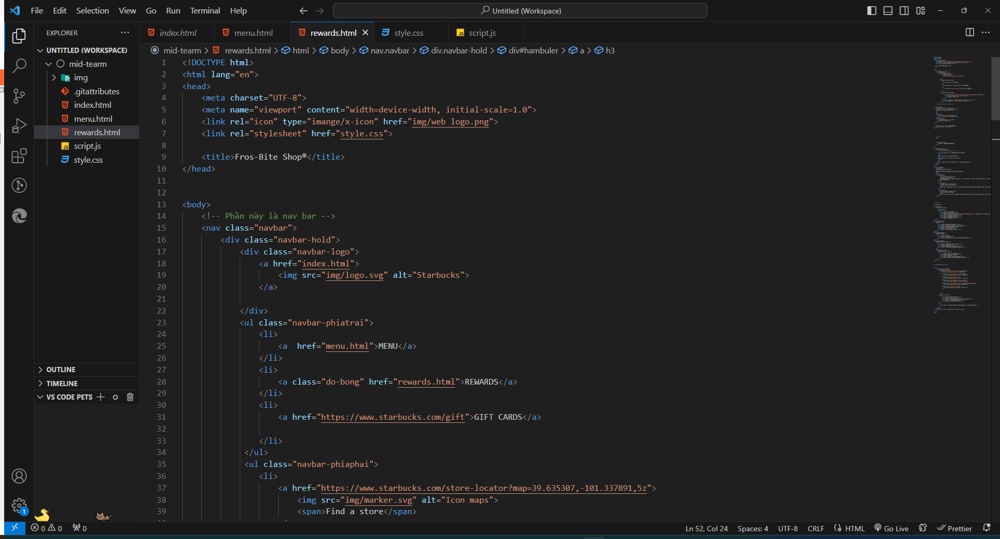 File Edit Selection View Go Run Terminal Help
Untitled (Workspace)
EXPLORER
UNTITLED (WORKSPACE)
mid-tearm
img
.gitattributes
index.html
menu.html
rewards.html
script.js
style.css
OUTLINE
TIMELINE
VS CODE PETS
1
index.html menu.html rewards.html style.css script.js
mid-tearm > rewards.html > html > body > nav.navbar > div.navbar-hold > div#hambuler > a > h3
1 <!DOCTYPE html>
2 <html lang="en">
3 <head>
4 <meta charset="UTF-8">
5 <meta name="viewport" content="width=device-width, initial-scale=1.0">
6 <link rel="icon" type="imange/x-icon" href="img/web logo.png">
7 <link rel="stylesheet" href="style.css">
8
9 <title>Fros-Bite Shop®</title>
10 </head>
11
12
13 <body>
14 <!-- Phần này là nav bar -->
15 <nav class="navbar">
16 <div class="navbar-hold">
17 <div class="navbar-logo">
18 <a href="index.html">
19 <img src="img/logo.svg" alt="Starbucks">
20 </a>
21
22 </div>
23 <ul class="navbar-phiatrai">
24 <li>
25 <a  href="menu.html">MENU</a>
26 </li>
27 <li>
28 <a class="do-bong" href="rewards.html">REWARDS</a>
29 </li>
30 <li>
31 <a href="https://www.starbucks.com/gift">GIFT CARDS</a>
32
33 </li>
34 </ul>
35 <ul class="navbar-phiaphai">
36 <li>
37 <a href="https://www.starbucks.com/store-locator?map=39.635307,-101.337891,5z">
38 <img src="img/marker.svg" alt="Icon maps">
39 <span>Find a store</span>
0 0 0
Ln 52, Col 24 Spaces: 4 UTF-8 CRLF HTML Go Live Prettier